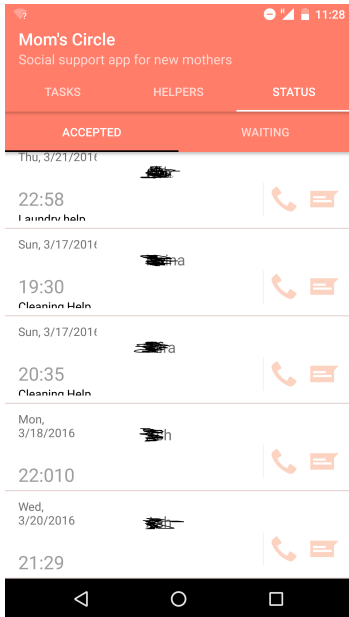 11:28
Mom's Circle
Social support app for new mothers
TASKS HELPERS STATUS
ACCEPTED WAITING
Thu, 3/21/2016
22:58
Laundry help
Sun, 3/17/2016
19:30
Cleaning Help
Sun, 3/17/2016
20:35
Cleaning Help
Mon,
3/18/2016
22:010
Wed,
3/20/2016
21:29